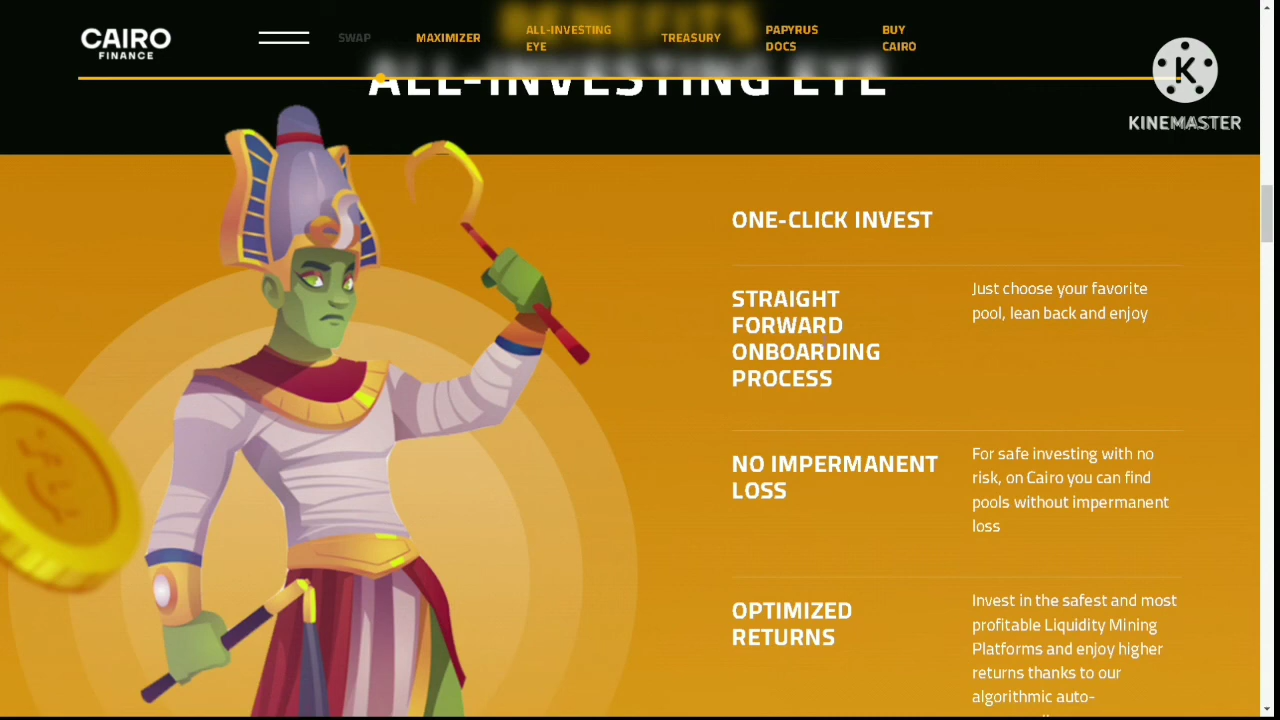 BENEFITS
CAIRO
FINANCE
SWAP
MAXIMIZER
ALL-INVESTING
EYE
TREASURY
PAPYRUS
DOCS
BUY
CAIRO
ALL-INVESTING EYE
K
KINEMASTER
ONE-CLICK INVEST
STRAIGHT
FORWARD
ONBOARDING
PROCESS
Just choose your favorite
pool, lean back and enjoy
NO IMPERMANENT
LOSS
For safe investing with no
risk, on Cairo you can find
pools without impermanent
loss
OPTIMIZED
RETURNS
Invest in the safest and most
profitable Liquidity Mining
Platforms and enjoy higher
returns thanks to our
algorithmic auto-